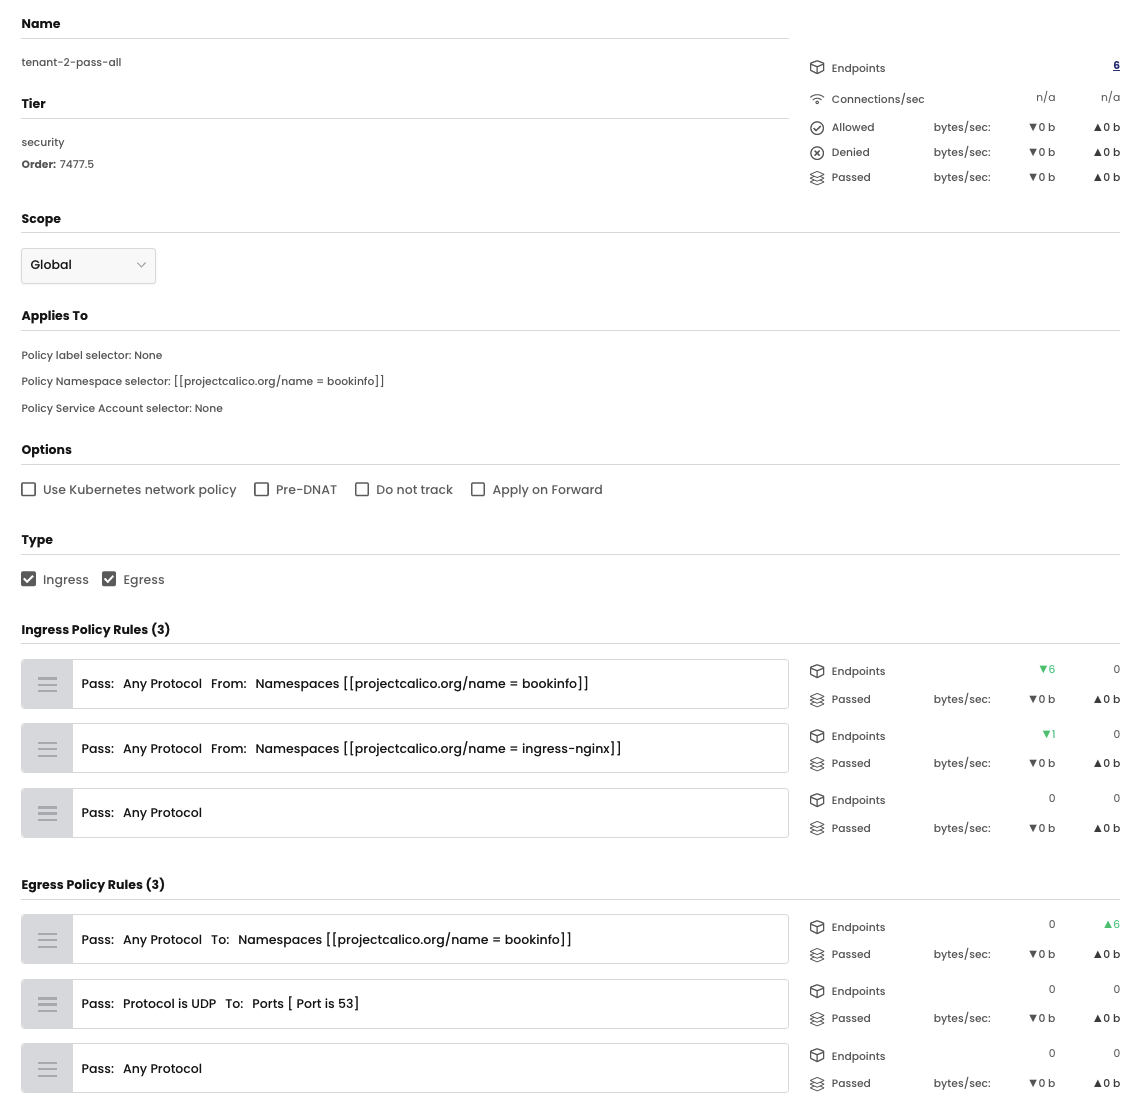 Name
tenant-2-pass-all
Endpoints 6
Tier
Connections/sec n/a n/a
Allowed bytes/sec: ▼0 b ▲0 b
security
Denied bytes/sec: ▼0 b ▲0 b
Order: 7477.5
Passed bytes/sec: ▼0 b ▲0 b
Scope
Global
Applies To
Policy label selector: None
Policy Namespace selector: [[projectcalico.org/name = bookinfo]]
Policy Service Account selector: None
Options
Use Kubernetes network policy Pre-DNAT Do not track Apply on Forward
Type
Ingress Egress
Ingress Policy Rules (3)
Pass: Any Protocol From: Namespaces [[projectcalico.org/name = bookinfo]]
Endpoints ▼6 0
Passed bytes/sec: ▼0 b ▲0 b
Pass: Any Protocol From: Namespaces [[projectcalico.org/name = ingress-nginx]]
Endpoints ▼1 0
Passed bytes/sec: ▼0 b ▲0 b
Pass: Any Protocol
Endpoints 0 0
Passed bytes/sec: ▼0 b ▲0 b
Egress Policy Rules (3)
Pass: Any Protocol To: Namespaces [[projectcalico.org/name = bookinfo]]
Endpoints 0 ▲6
Passed bytes/sec: ▼0 b ▲0 b
Pass: Protocol is UDP To: Ports [ Port is 53]
Endpoints 0 0
Passed bytes/sec: ▼0 b ▲0 b
Pass: Any Protocol
Endpoints 0 0
Passed bytes/sec: ▼0 b ▲0 b